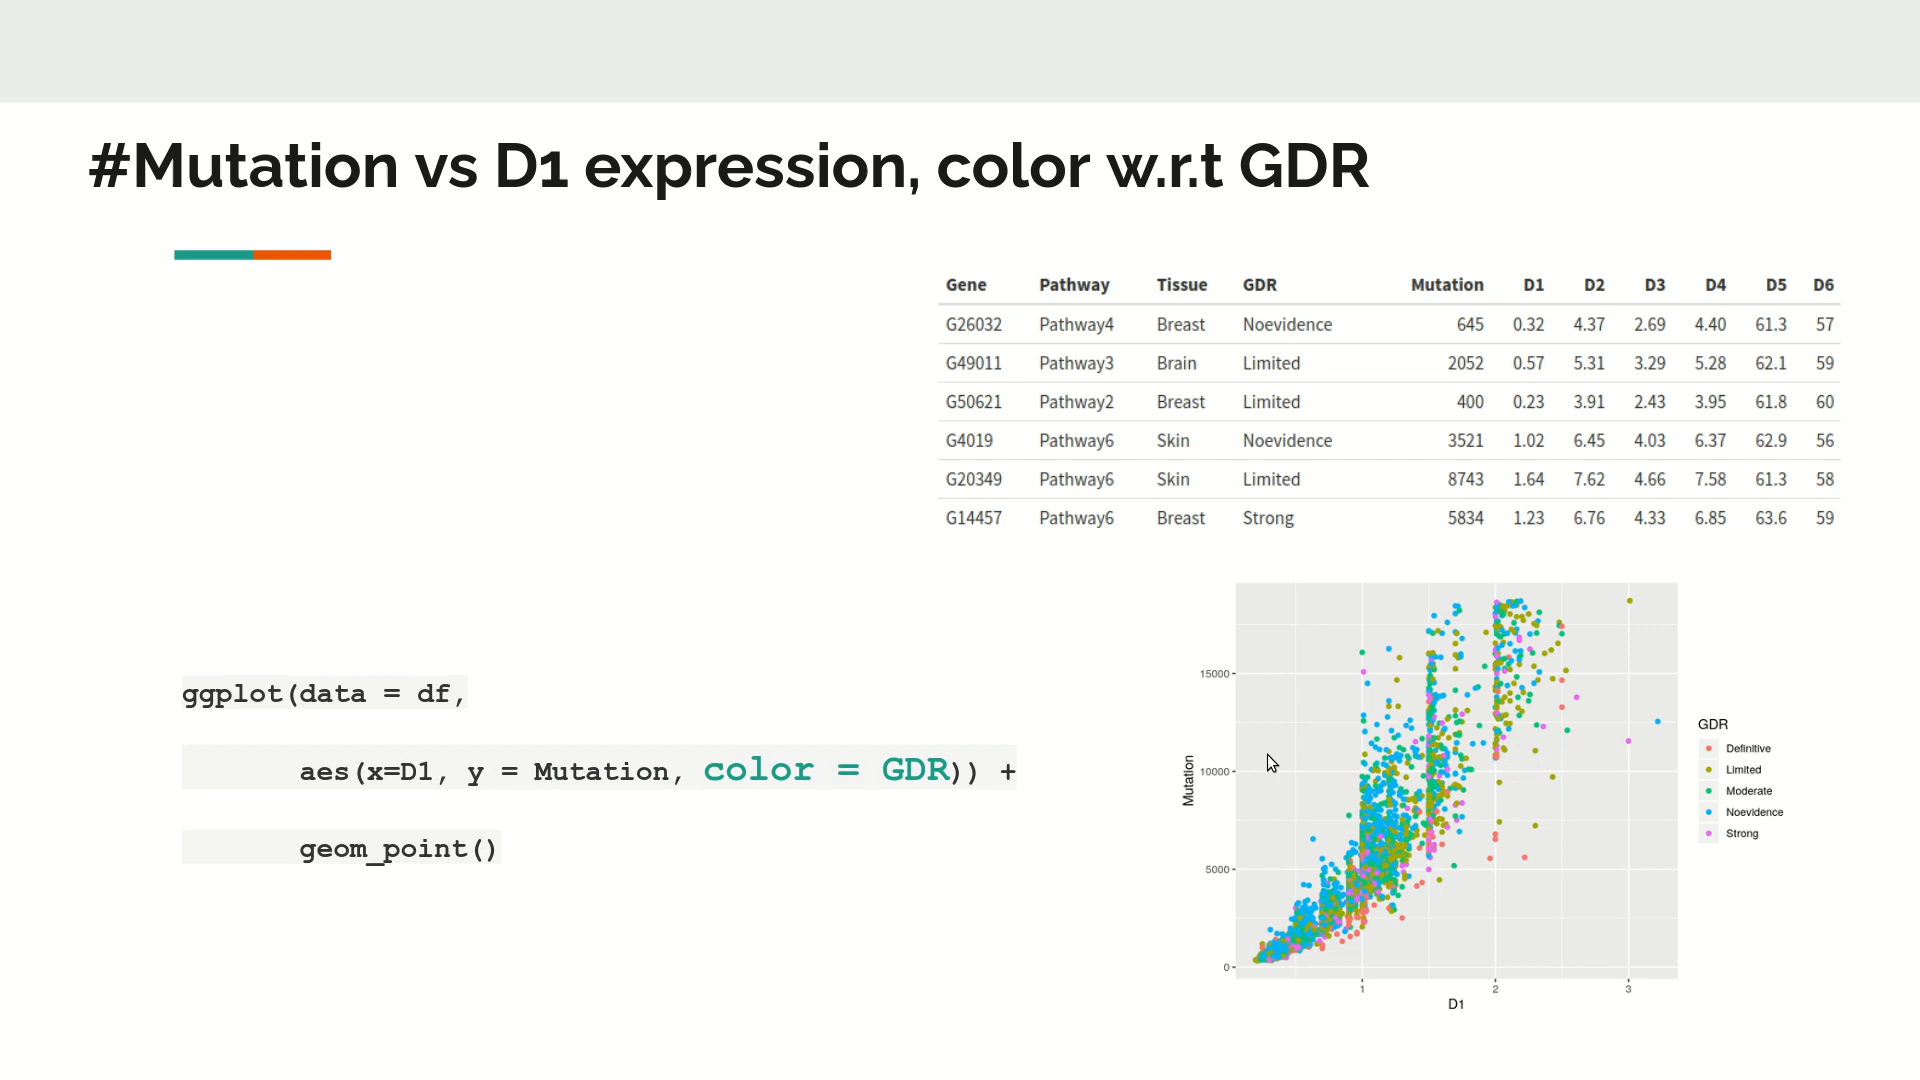 #Mutation vs D1 expression, color w.r.t GDR
Gene Pathway Tissue GDR Mutation D1 D2 D3 D4 D5 D6
G26032 Pathway4 Breast Noevidence 645 0.32 4.37 2.69 4.40 61.3 57
G49011 Pathway3 Brain Limited 2052 0.57 5.31 3.29 5.28 62.1 59
G50621 Pathway2 Breast Limited 400 0.23 3.91 2.43 3.95 61.8 60
G4019 Pathway6 Skin Noevidence 3521 1.02 6.45 4.03 6.37 62.9 56
G20349 Pathway6 Skin Limited 8743 1.64 7.62 4.66 7.58 61.3 58
G14457 Pathway6 Breast Strong 5834 1.23 6.76 4.33 6.85 63.6 59
ggplot(data = df,
aes(x=D1, y = Mutation, color = GDR)) +
geom_point()
Mutation
15000
10000
5000
0
1 2 3
D1
GDR
Definitive
Limited
Moderate
Noevidence
Strong